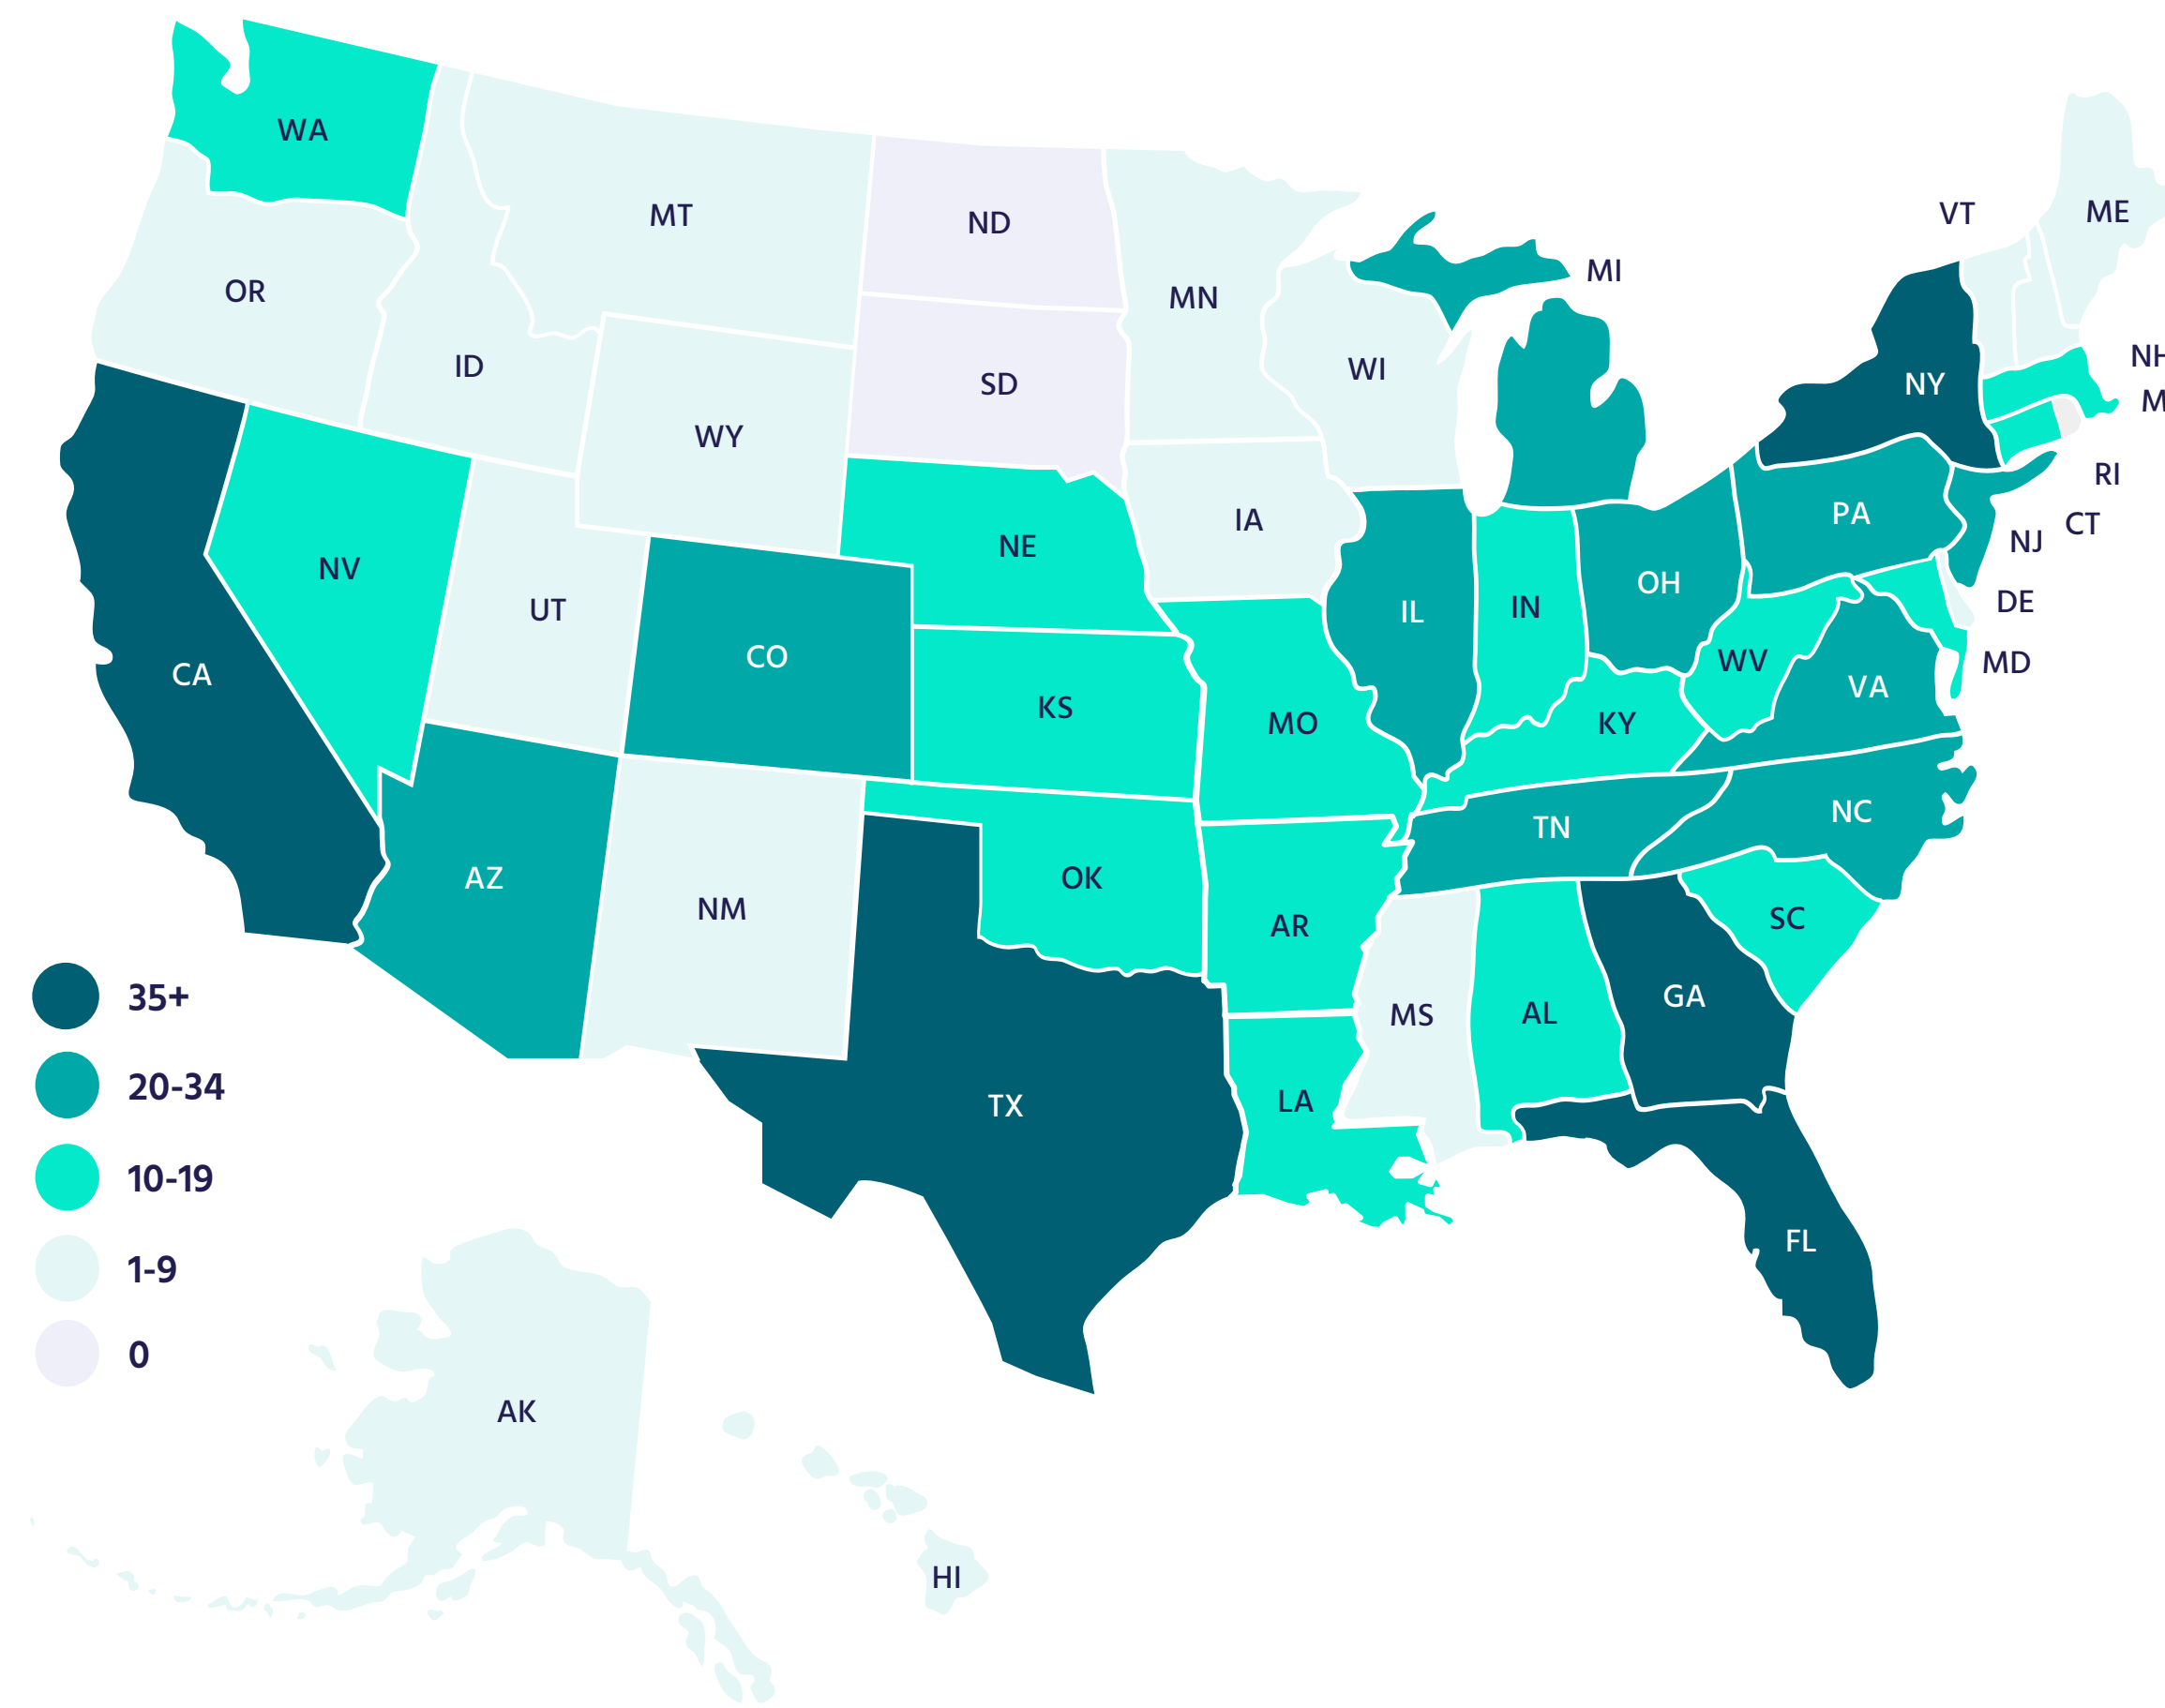 WA
MT
ND
VT
ME
OR
MN
MI
ID
SD
WI
NY
NH
WY
M
RI
IA
PA
CT
NE
NJ
NV
OH
UT
IL
IN
DE
CO
WV
MD
CA
VA
KS
MO
KY
NC
TN
AZ
OK
NM
AR
SC
35+
GA
MS
AL
20-34
LA
TX
10-19
FL
1-9
0
AK
HI